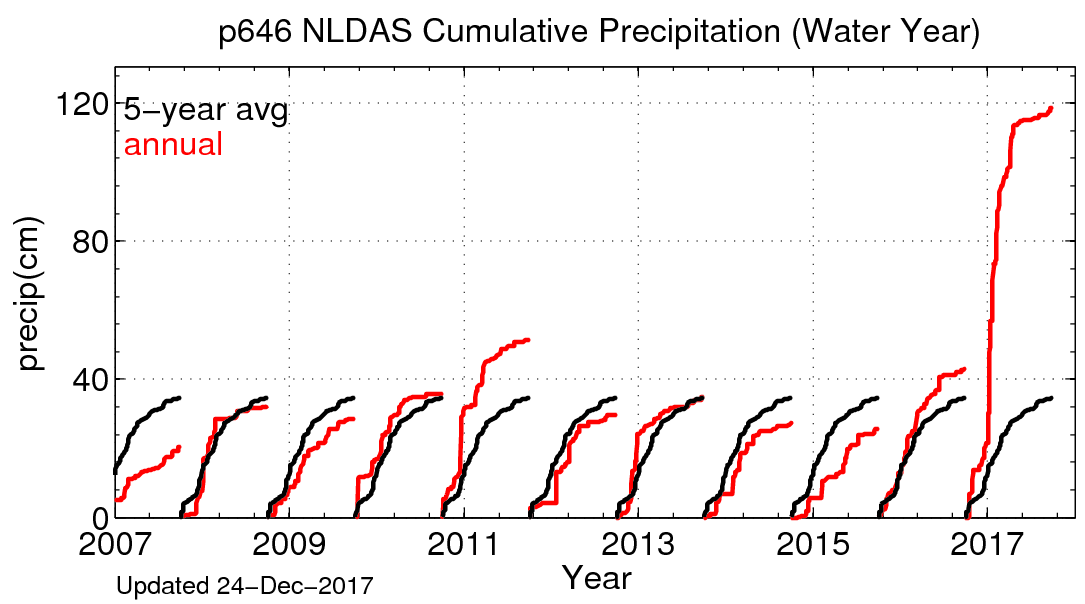 p646 NLDAS Cumulative Precipitation (Water Year)
5−year avg
annual
120
80
40
0
precip(cm)
2007 2009 2011 2013 2015 2017
Year
Updated 24−Dec−2017